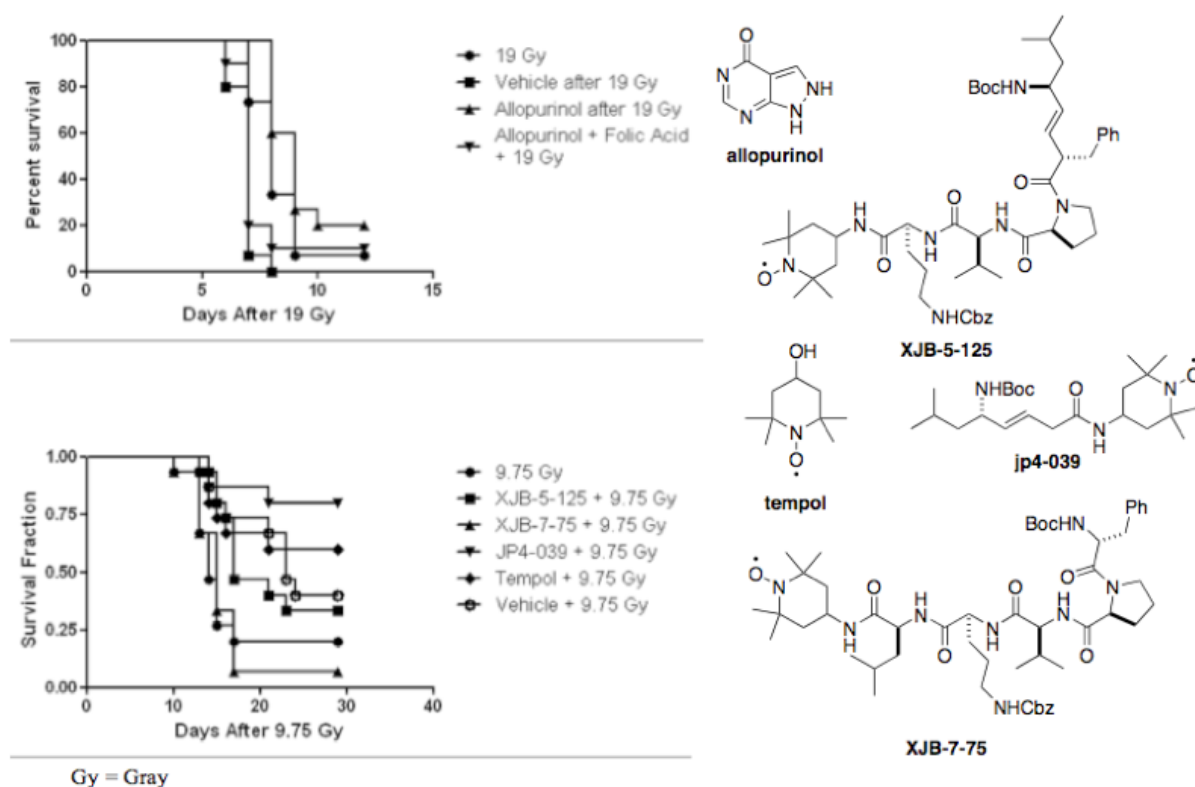 100
80
60
40
20
0
Percent survival
0
5
10
15
Days After 19 Gy
19 Gy
Vehicle after 19 Gy
Allopurinol after 19 Gy
Allopurinol + Folic Acid
+ 19 Gy
1.00
0.75
0.50
0.25
0.00
Survival Fraction
0
10
20
30
40
Days After 9.75 Gy
9.75 Gy
XJB-5-125 + 9.75 Gy
XJB-7-75 + 9.75 Gy
JP4-039 + 9.75 Gy
Tempol + 9.75 Gy
Vehicle + 9.75 Gy
Gy = Gray
O
N
NH
N
N
H
allopurinol
BocHN
Ph
O
N
H
N
O
N
H
O
H
N
O
N
O
NHCbz
XJB-5-125
OH
N
O
tempol
NHBoc
O
N
H
N
O
jp4-039
Ph
BocHN
O
N
O
N
N
H
O
H
N
O
N
H
O
H
N
O
NHCbz
XJB-7-75